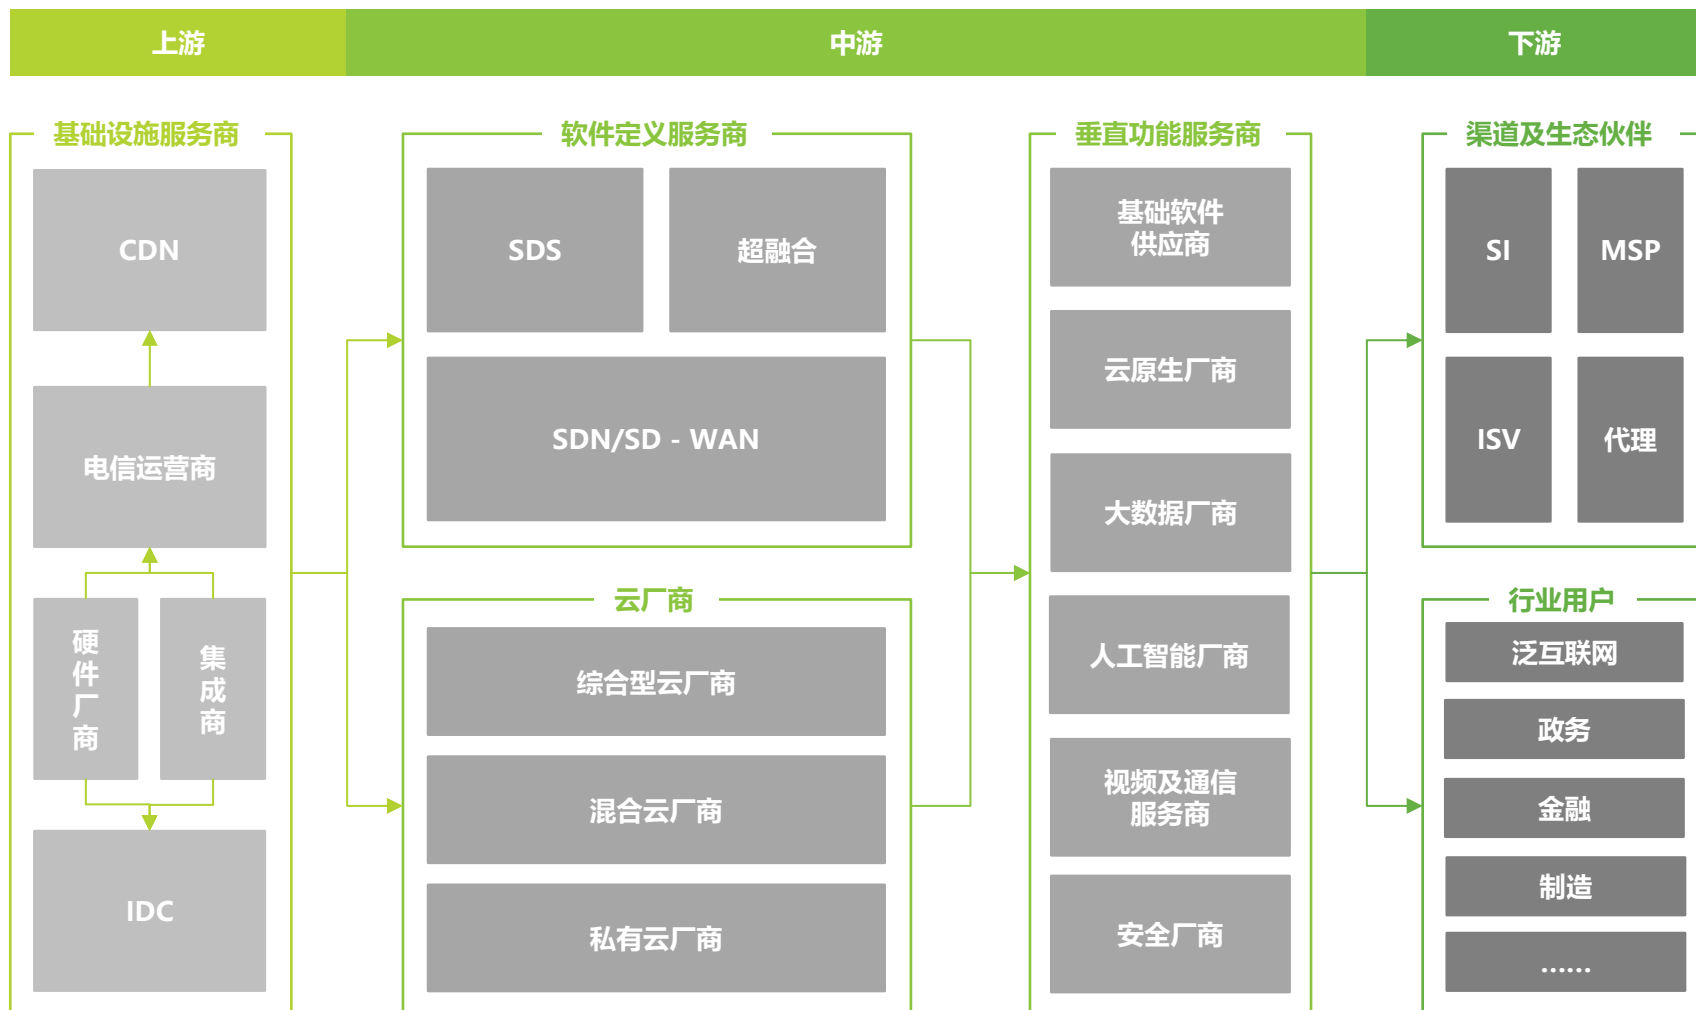 上游
中游
下游
基础设施服务商
CDN
电信运营商
硬件厂商
集成商
IDC
软件定义服务商
SDS
超融合
SDN/SD - WAN
云厂商
综合型云厂商
混合云厂商
私有云厂商
垂直功能服务商
基础软件
供应商
云原生厂商
大数据厂商
人工智能厂商
视频及通信
服务商
安全厂商
渠道及生态伙伴
SI
MSP
ISV
代理
行业用户
泛互联网
政务
金融
制造
......